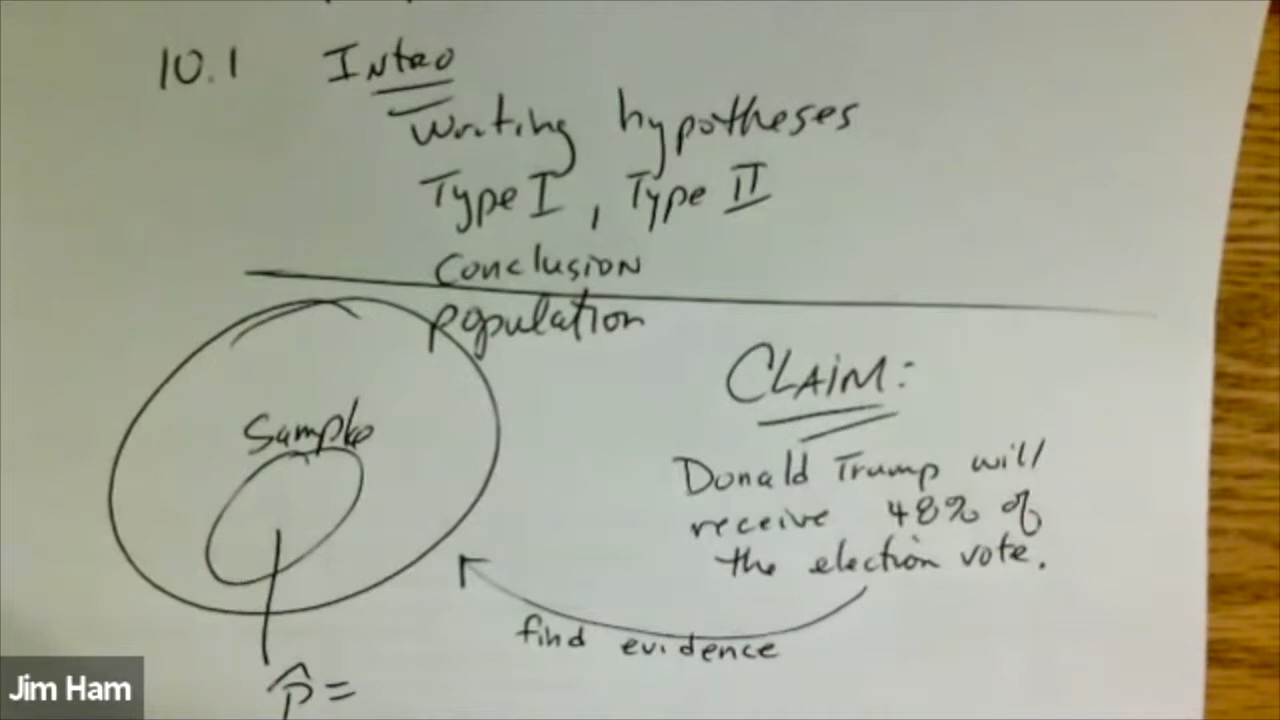 10.1 Intro
Writing hypotheses
Type I, Type II
Conclusion
population
Sample
CLAIM:
Donald Trump will
receive 48% of
the election vote.
find evidence
p̂ =
Jim Ham